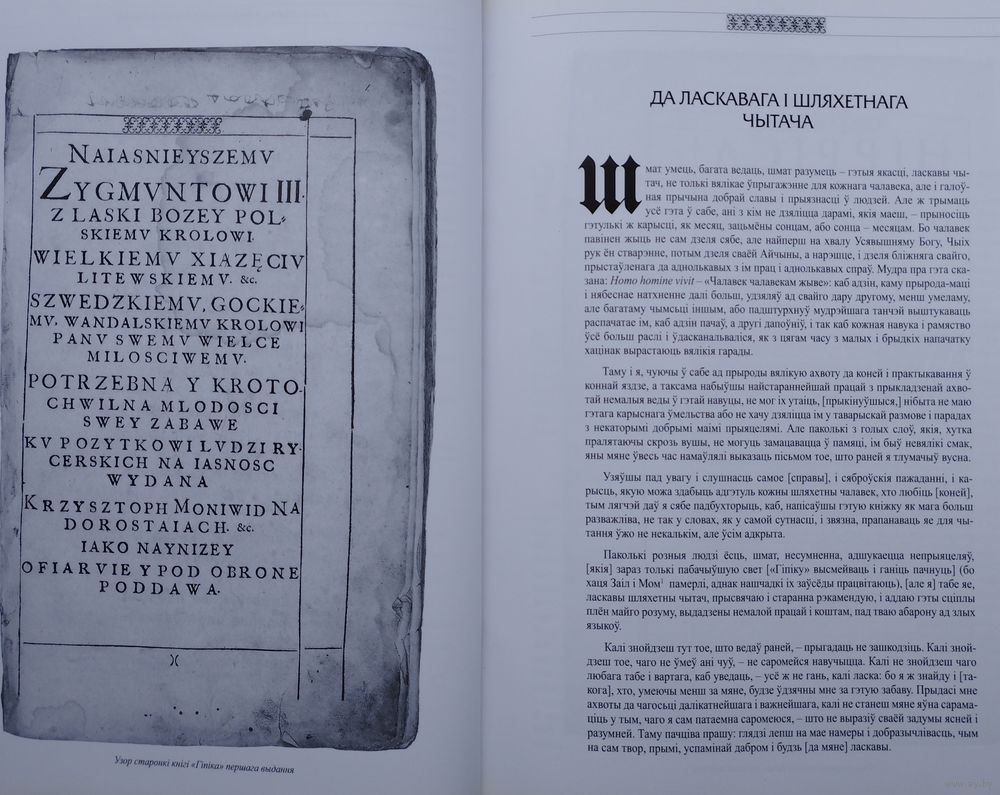 NAIASNIEYSZEMV
ZYGMVNTOWI III.
Z LASKI BOZEY POL-
SKIEMV KROLOWI.
WIELKIEMV XIAZĘCIV
LITEWSKIEMV. &c.
SZWEDZKIEMV, GOCKIE-
MV, WANDALSKIEMV KROLOWI
PANV SWEMV WIELCE
MILOSCIWEMV.
POTRZEBNA Y KROTO-
CHWILNA MLODOSCI
SWEY ZABAWE
KV POZYTKOWI LVDZI RY-
CERSKICH NA IASNOSC
WYDANA
KRZYSZTOPH MONIWID NA
DOROSTAIACH. &c.
IAKO NAYNIZEY
OFIARVIE Y POD OBRONE
PODDAWA.
)(
Узор старонкі кнігі «Гіпіка» першага выдання
ДА ЛАСКАВАГА І ШЛЯХЕТНАГА
ЧЫТАЧА
Шмат умець, багата ведаць, шмат разумець – гэтыя якасці, ласкавы чы-
тач, не толькі вялікае ўпрыгажэнне для кожнага чалавека, але і галоў-
ная прычына добрай славы і прыязнасці ў людзей. Але ж трымаць
усё гэта ў сабе, ані з кім не дзяліцца дарамі, якія маеш, – прыносіць
гэтулькі ж карысці, як месяц, зацьмёны сонцам, або сонца – месяцам. Бо чалавек
павінен жыць не сам дзеля сябе, але найперш на хвалу Усявышняму Богу, Чыіх
рук ён стварэнне, потым дзеля сваёй Айчыны, а нарэшце, і дзеля бліжняга свайго,
прыстаўленага да аднолькавых з ім прац і аднолькавых спраў. Мудра пра гэта ска-
зана: Homo homine vivit – «Чалавек чалавекам жыве»: каб адзін, каму прырода-маці
і нябеснае натхненне далі больш, удзяляў ад свайго дару другому, менш умеламу,
але багатаму чымсьці іншым, або падштурхнуў мудрэйшага танчэй выштукаваць
распачатае ім, каб адзін пачаў, а другі дапоўніў, і так каб кожная навука і рамяство
ўсё больш раслі і ўдасканальваліся, як з цягам часу з малых і брыдкіх напачатку
хацінак вырастаюць вялікія гарады.
Таму і я, чуючы ў сабе ад прыроды вялікую ахвоту да коней і практыкавання ў
коннай яздзе, а таксама набыўшы найстараннейшай працай з прыкладзенай ахво-
тай немалыя веды ў гэтай навуцы, не мог іх утаіць, [прыкінуўшыся,] нібыта не маю
гэтага карыснага ўмельства або не хачу дзяліцца ім у таварыскай размове і парадах
з некаторымі добрымі маімі прыяцелямі. Але паколькі з голых слоў, якія, хутка
пралятаючы скрозь вушы, не могуць замацавацца ў памяці, ім быў невялікі смак,
яны мяне ўвесь час намаўлялі выказаць пісьмом тое, што раней я тлумачыў вусна.
Узяўшы пад увагу і слушнасць самое [справы], і сяброўскія пажаданні, і ка-
рысць, якую можа здабыць адгэтуль кожны шляхетны чалавек, хто любіць [коней],
тым лягчэй даў я сябе падбухторыць, каб, напісаўшы гэтую кніжку як мага больш
разважліва, не так у словах, як у самой сутнасці, і звязна, прапанаваць яе для чы-
тання ўжо не некалькім, але ўсім адкрыта.
Паколькі розныя людзі ёсць, шмат, несумненна, адшукаецца непрыяцеляў,
[якія] зараз толькі пабачыўшую свет [«Гіпіку» высмейваць і ганіць пачнуць] (бо
хаця Заіл і Мом¹ памерлі, аднак нашчадкі іх заўсёды працвітаюць), [але я] табе яе,
ласкавы шляхетны чытач, прысвячаю і старанна рэкамендую, і аддаю гэты сціплы
плён майго розуму, выдадзены немалой працай і коштам, пад тваю абарону ад злых
языкоў.
Калі знойдзеш тут тое, што ведаў раней, – прыгадаць не зашкодзіць. Калі зной-
дзеш тое, чаго не ўмеў ані чуў, – не саромейся навучыцца. Калі не знойдзеш чаго
любага табе і вартага, каб уведаць, – усё ж не гань, калі ласка: бо я ж знайду і [та-
кога], хто, умеючы менш за мяне, будзе ўдзячны мне за гэтую забаву. Прыдасі мне
ахвоты да чагосьці далікатнейшага і важнейшага, калі не станеш мяне яўна сарама-
ціць у тым, чаго я сам патаемна саромеюся, – што не выразіў сваёй задумы ясней і
разумней. Таму пачціва прашу: глядзі лепш на мае намеры і добразычлівасць, чым
на сам твор, прымі, успамінай дабром і будзь [да мяне] ласкавы.
www.ay.by